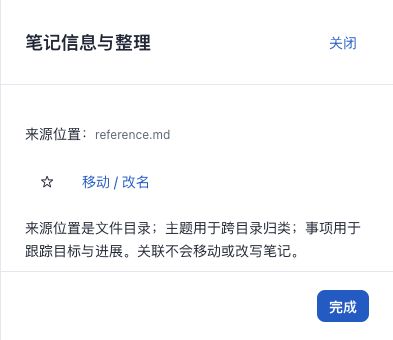 笔记信息与整理
关闭
来源位置：reference.md
移动 / 改名
来源位置是文件目录；主题用于跨目录归类；事项用于
跟踪目标与进展。关联不会移动或改写笔记。
完成